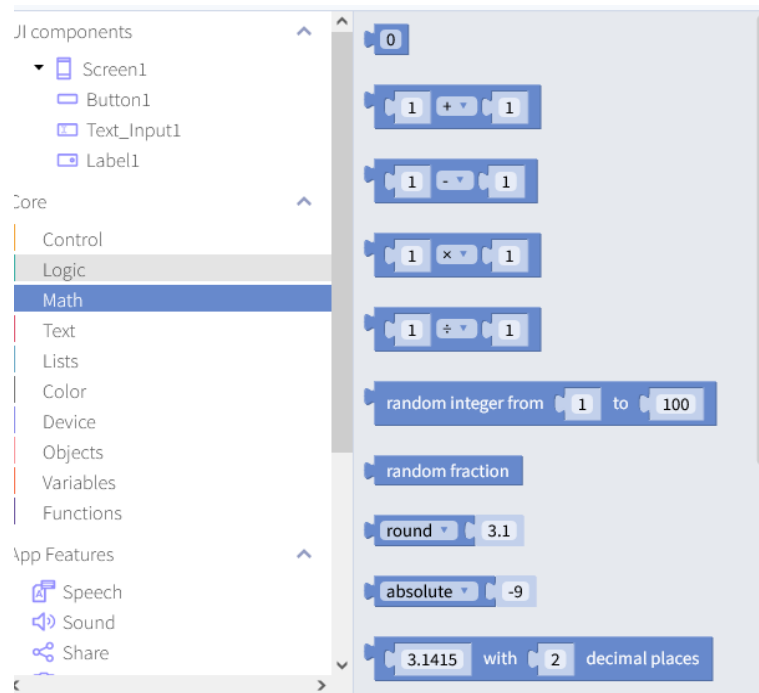 UI components
Screen1
Button1
Text_Input1
Label1
Core
Control
Logic
Math
Text
Lists
Color
Device
Objects
Variables
Functions
App Features
Speech
Sound
Share
0
1 + 1
1 - 1
1 × 1
1 ÷ 1
random integer from 1 to 100
random fraction
round 3.1
absolute -9
3.1415 with 2 decimal places